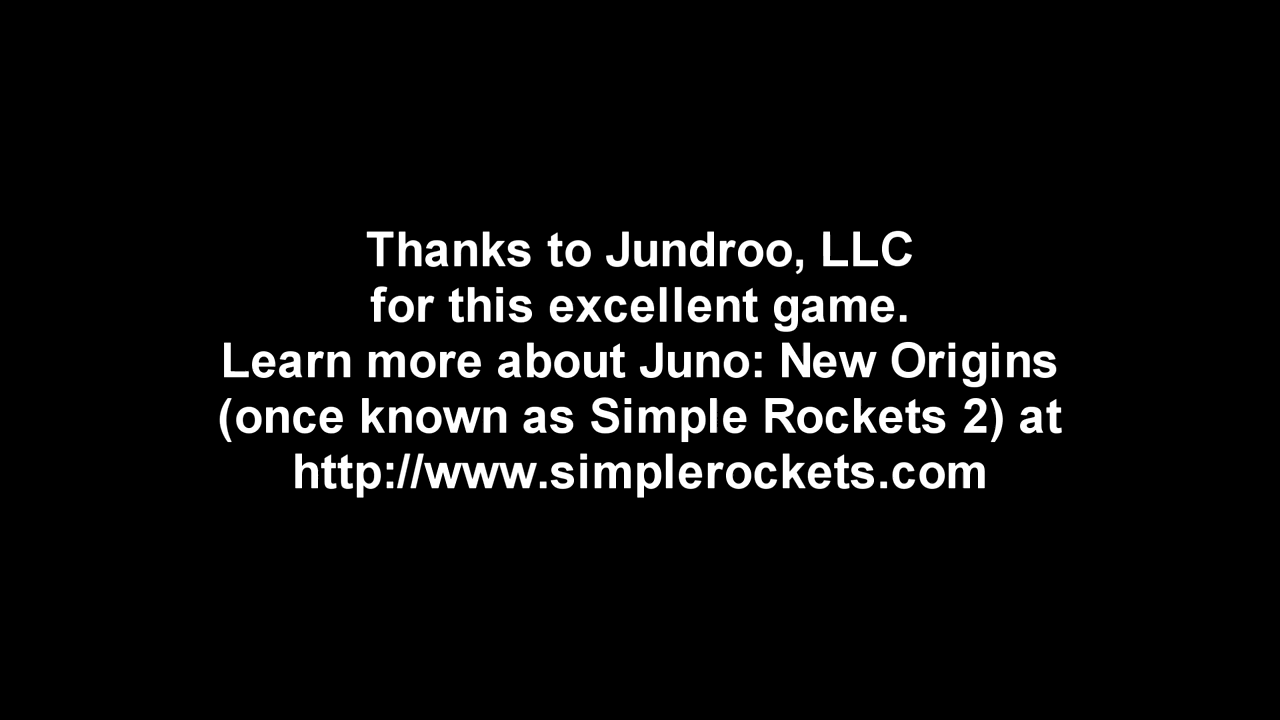 Thanks to Jundroo, LLC
for this excellent game.
Learn more about Juno: New Origins
(once known as Simple Rockets 2) at
http://www.simplerockets.com